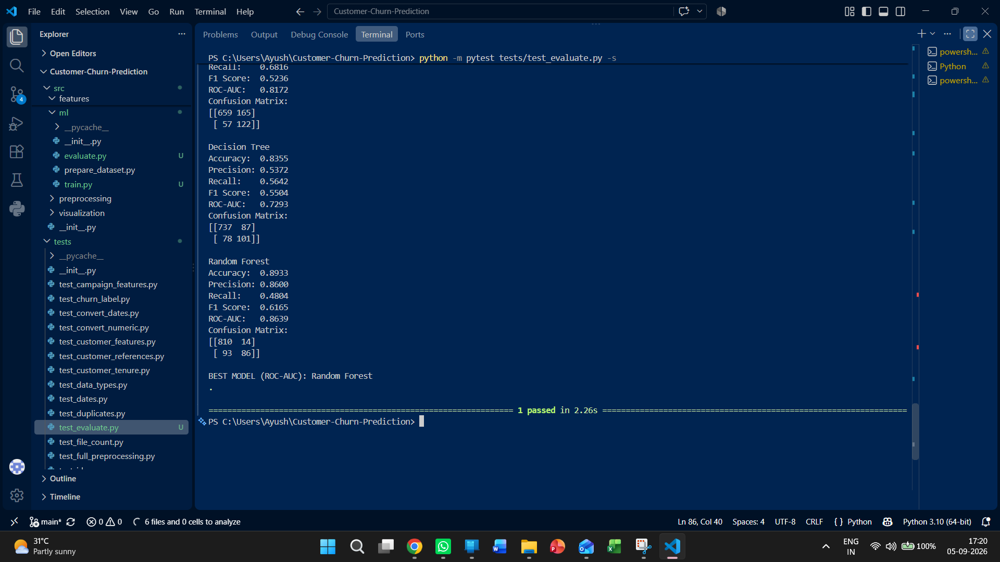 File Edit Selection View Go Run Terminal Help
Customer-Churn-Prediction
Explorer
Open Editors
Customer-Churn-Prediction
src
features
ml
__pycache__
__init__.py
evaluate.py U
prepare_dataset.py
train.py U
preprocessing
visualization
__init__.py
tests
__pycache__
__init__.py
test_campaign_features.py
test_churn_label.py
test_convert_dates.py
test_convert_numeric.py
test_customer_features.py
test_customer_references.py
test_customer_tenure.py
test_data_types.py
test_dates.py
test_duplicates.py
test_evaluate.py U
test_file_count.py
test_full_preprocessing.py
Outline
Timeline
4
Problems Output Debug Console Terminal Ports
PS C:\Users\Ayush\Customer-Churn-Prediction> python -m pytest tests/test_evaluate.py -s
Recall: 0.6816
F1 Score: 0.5236
ROC-AUC: 0.8172
Confusion Matrix:
[[659 165]
[ 57 122]]
Decision Tree
Accuracy: 0.8355
Precision: 0.5372
Recall: 0.5642
F1 Score: 0.5504
ROC-AUC: 0.7293
Confusion Matrix:
[[737 87]
[ 78 101]]
Random Forest
Accuracy: 0.8933
Precision: 0.8600
Recall: 0.4804
F1 Score: 0.6165
ROC-AUC: 0.8639
Confusion Matrix:
[[810 14]
[ 93 86]]
BEST MODEL (ROC-AUC): Random Forest
.
1 passed in 2.26s
PS C:\Users\Ayush\Customer-Churn-Prediction>
powersh...
Python
powersh...
main* 0 0 6 files and 0 cells to analyze
Ln 86, Col 40 Spaces: 4 UTF-8 CRLF { } Python Python 3.10 (64-bit)
31°C
Partly sunny
ENG
IN
100%
17:20
05-09-2026